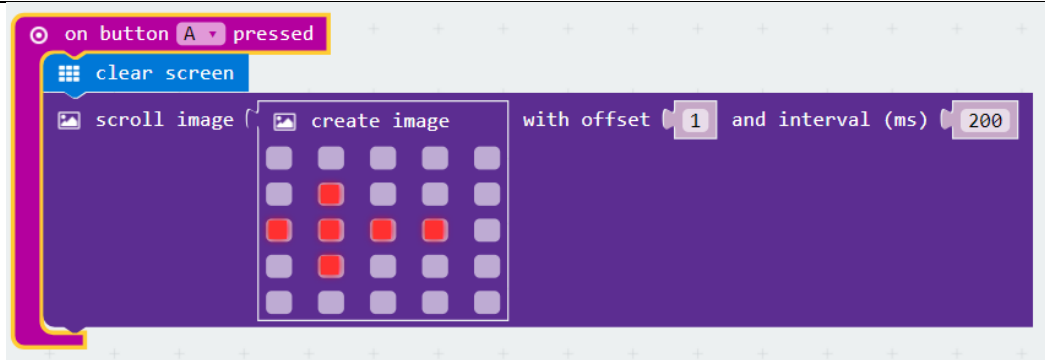 on button A pressed
clear screen
scroll image create image with offset 1 and interval (ms) 200